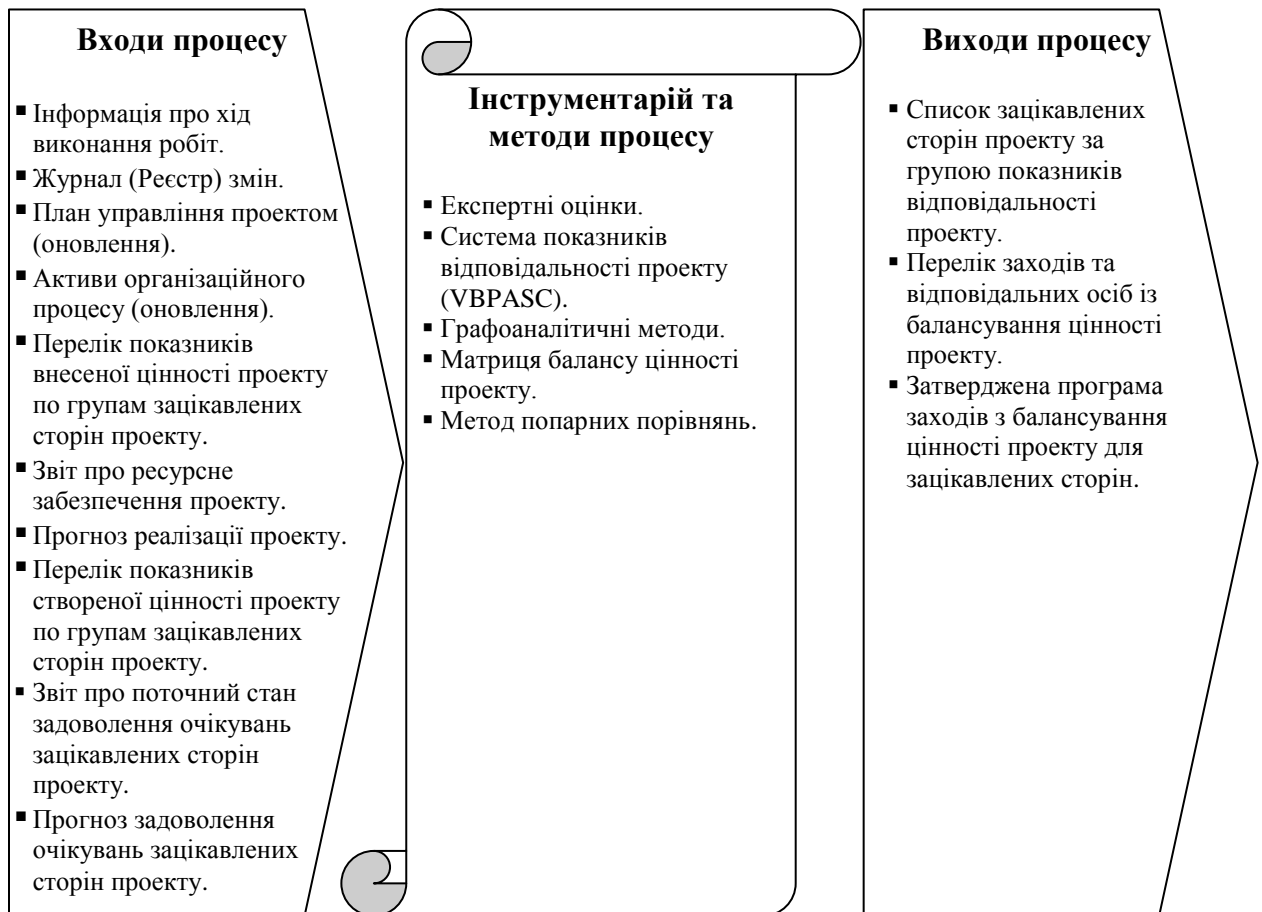 Входи процесу
▪ Інформація про хід
виконання робіт.
▪ Журнал (Реєстр) змін.
▪ План управління проектом
(оновлення).
▪ Активи організаційного
процесу (оновлення).
▪ Перелік показників
внесеної цінності проекту
по групам зацікавлених
сторін проекту.
▪ Звіт про ресурсне
забезпечення проекту.
▪ Прогноз реалізації проекту.
▪ Перелік показників
створеної цінності проекту
по групам зацікавлених
сторін проекту.
▪ Звіт про поточний стан
задоволення очікувань
зацікавлених сторін
проекту.
▪ Прогноз задоволення
очікувань зацікавлених
сторін проекту.
Інструментарій та
методи процесу
▪ Експертні оцінки.
▪ Система показників
відповідальності проекту
(VBPASC).
▪ Графоаналітичні методи.
▪ Матриця балансу цінності
проекту.
▪ Метод попарних порівнянь.
Виходи процесу
▪ Список зацікавлених
сторін проекту за
групою показників
відповідальності
проекту.
▪ Перелік заходів та
відповідальних осіб із
балансування цінності
проекту.
▪ Затверджена програма
заходів з балансування
цінності проекту для
зацікавлених сторін.